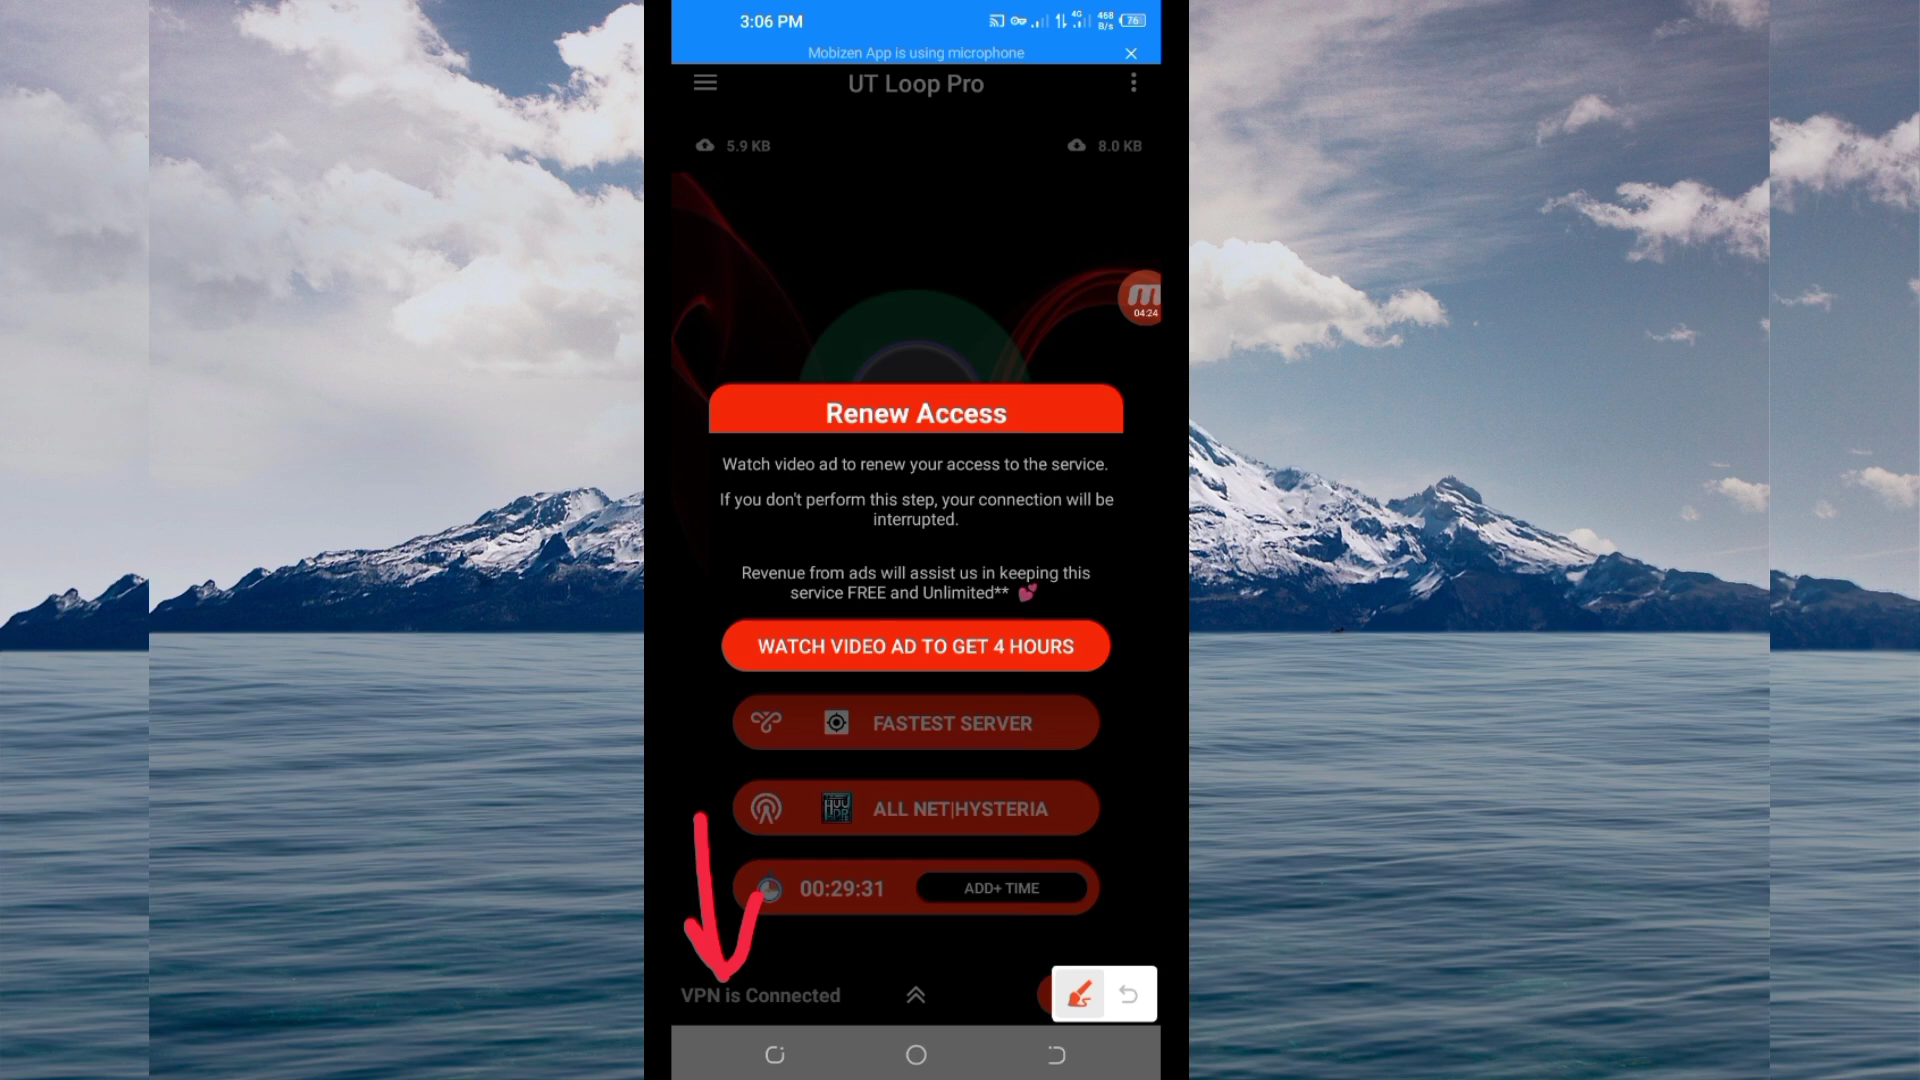 3:06 PM
4G
468
B/s
76
Mobizen App is using microphone
UT Loop Pro
5.9 KB
8.0 KB
04:24
Renew Access
Watch video ad to renew your access to the service.
If you don't perform this step, your connection will be
interrupted.
Revenue from ads will assist us in keeping this
service FREE and Unlimited** 💕
WATCH VIDEO AD TO GET 4 HOURS
FASTEST SERVER
ALL NET|HYSTERIA
00:29:31
ADD+ TIME
VPN is Connected